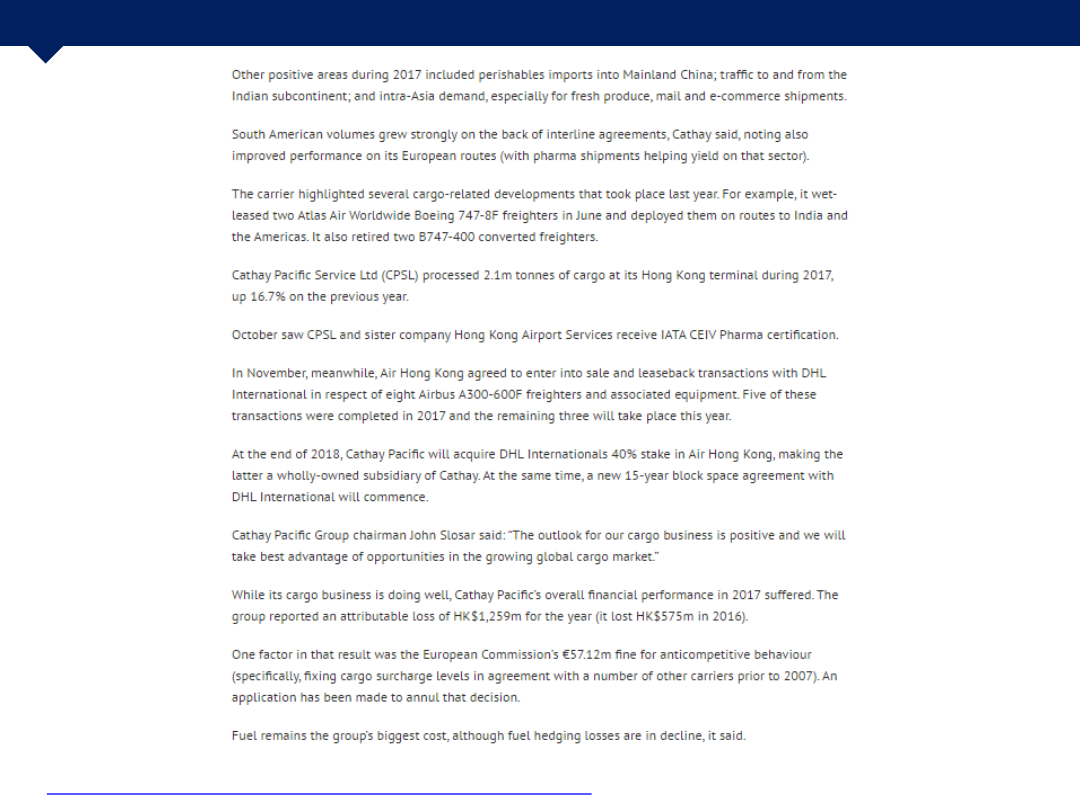 Other positive areas during 2017 included perishables imports into Mainland China; traffic to and from the
Indian subcontinent; and intra-Asia demand, especially for fresh produce, mail and e-commerce shipments.
South American volumes grew strongly on the back of interline agreements, Cathay said, noting also
improved performance on its European routes (with pharma shipments helping yield on that sector).
The carrier highlighted several cargo-related developments that took place last year. For example, it wet-
leased two Atlas Air Worldwide Boeing 747-8F freighters in June and deployed them on routes to India and
the Americas. It also retired two B747-400 converted freighters.
Cathay Pacific Service Ltd (CPSL) processed 2.1m tonnes of cargo at its Hong Kong terminal during 2017,
up 16.7% on the previous year.
October saw CPSL and sister company Hong Kong Airport Services receive IATA CEIV Pharma certification.
In November, meanwhile, Air Hong Kong agreed to enter into sale and leaseback transactions with DHL
International in respect of eight Airbus A300-600F freighters and associated equipment. Five of these
transactions were completed in 2017 and the remaining three will take place this year.
At the end of 2018, Cathay Pacific will acquire DHL Internationals 40% stake in Air Hong Kong, making the
latter a wholly-owned subsidiary of Cathay. At the same time, a new 15-year block space agreement with
DHL International will commence.
Cathay Pacific Group chairman John Slosar said: “The outlook for our cargo business is positive and we will
take best advantage of opportunities in the growing global cargo market.”
While its cargo business is doing well, Cathay Pacific's overall financial performance in 2017 suffered. The
group reported an attributable loss of HK$1,259m for the year (it lost HK$575m in 2016).
One factor in that result was the European Commission's €57.12m fine for anticompetitive behaviour
(specifically, fixing cargo surcharge levels in agreement with a number of other carriers prior to 2007). An
application has been made to annul that decision.
Fuel remains the group's biggest cost, although fuel hedging losses are in decline, it said.